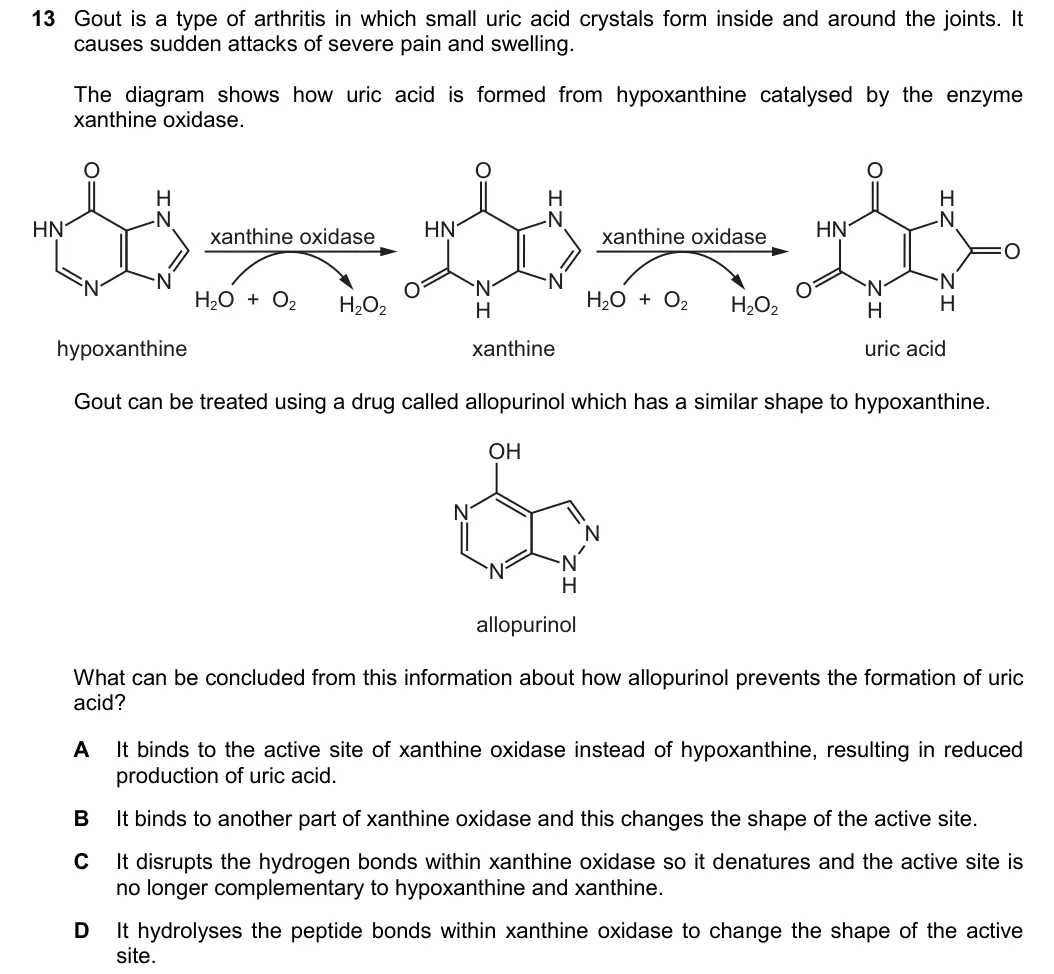 13 Gout is a type of arthritis in which small uric acid crystals form inside and around the joints. It
causes sudden attacks of severe pain and swelling.
The diagram shows how uric acid is formed from hypoxanthine catalysed by the enzyme
xanthine oxidase.
O
H
N
HN
N
N
xanthine oxidase
H₂O + O₂
H₂O₂
hypoxanthine
O
H
N
HN
O
N
H
N
xanthine oxidase
H₂O + O₂
H₂O₂
xanthine
O
H
N
HN
O
O
N
H
N
H
uric acid
Gout can be treated using a drug called allopurinol which has a similar shape to hypoxanthine.
OH
N
N
N
N
H
allopurinol
What can be concluded from this information about how allopurinol prevents the formation of uric
acid?
A It binds to the active site of xanthine oxidase instead of hypoxanthine, resulting in reduced
production of uric acid.
B It binds to another part of xanthine oxidase and this changes the shape of the active site.
C It disrupts the hydrogen bonds within xanthine oxidase so it denatures and the active site is
no longer complementary to hypoxanthine and xanthine.
D It hydrolyses the peptide bonds within xanthine oxidase to change the shape of the active
site.